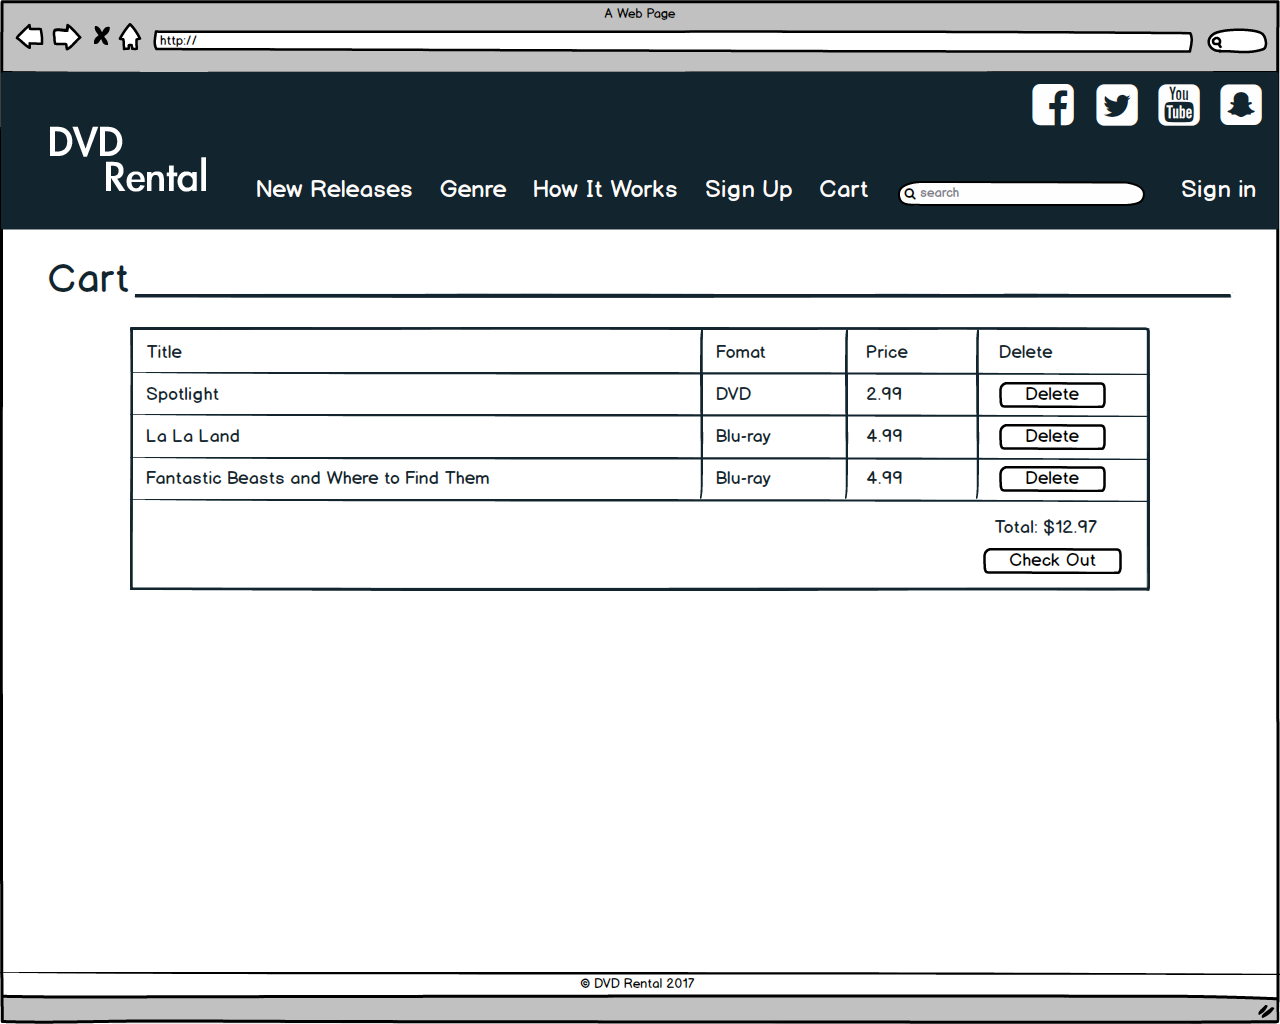 A Web Page
http://
You
Tube
DVD
Rental
New Releases Genre How It Works Sign Up Cart search Sign in
Cart
Title Fomat Price Delete
Spotlight DVD 2.99 Delete
La La Land Blu-ray 4.99 Delete
Fantastic Beasts and Where to Find Them Blu-ray 4.99 Delete
Total: $12.97
Check Out
© DVD Rental 2017